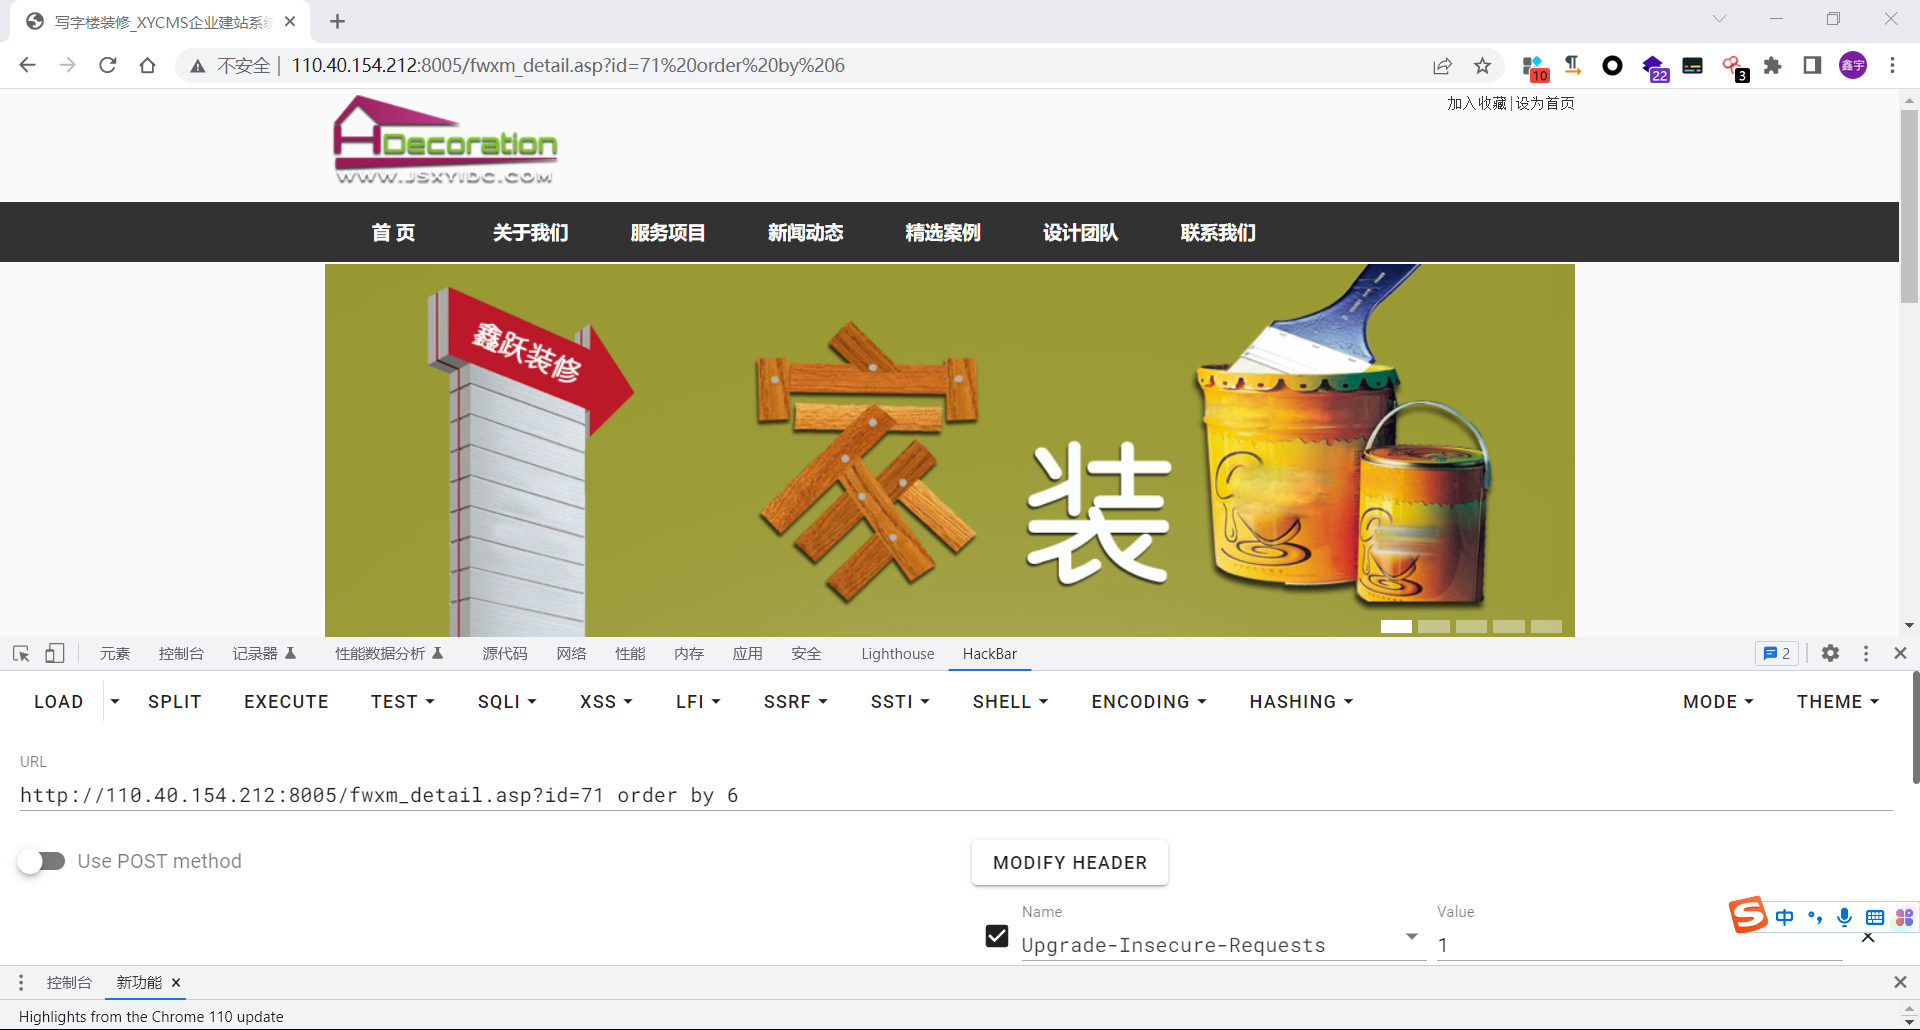 写字楼装修_XYCMS企业建站系统
不安全 | 110.40.154.212:8005/fwxm_detail.asp?id=71%20order%20by%206
10
22
3
鑫宇
加入收藏|设为首页
HDecoration
WWW.JSXYIDC.COM
首 页 关于我们 服务项目 新闻动态 精选案例 设计团队 联系我们
鑫跃装修
家装
元素 控制台 记录器 性能数据分析 源代码 网络 性能 内存 应用 安全 Lighthouse HackBar 2
LOAD SPLIT EXECUTE TEST SQLI XSS LFI SSRF SSTI SHELL ENCODING HASHING MODE THEME
URL
http://110.40.154.212:8005/fwxm_detail.asp?id=71 order by 6
Use POST method
MODIFY HEADER
Name Value
Upgrade-Insecure-Requests 1
S 中
控制台 新功能
Highlights from the Chrome 110 update